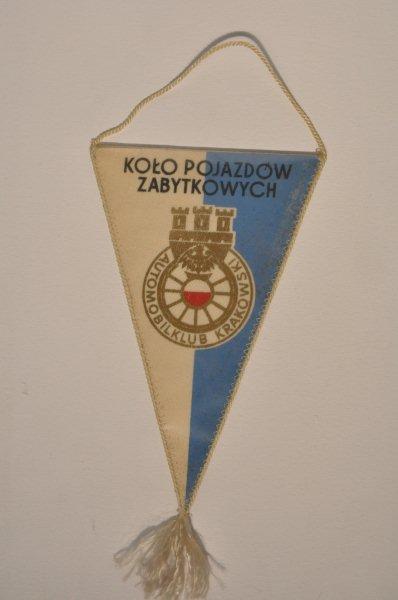 KOŁO POJAZDÓW
ZABYTKOWYCH
AUTOMOBILKLUB KRAKOWSKI